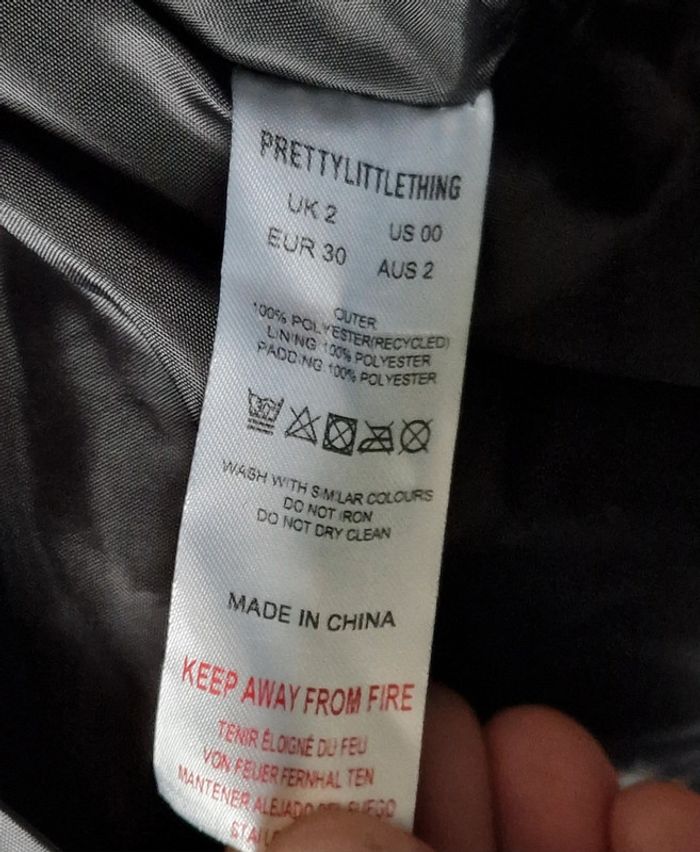 PRETTYLITTLETHING
UK 2 US 00
EUR 30 AUS 2
OUTER
100% POLYESTER(RECYCLED)
LINING 100% POLYESTER
PADDING 100% POLYESTER
30
WASH WITH SIMILAR COLOURS
DO NOT IRON
DO NOT DRY CLEAN
MADE IN CHINA
KEEP AWAY FROM FIRE
TENIR ÉLOIGNÉ DU FEU
VON FEUER FERNHALTEN
MANTENER ALEJADO DEL FUEGO